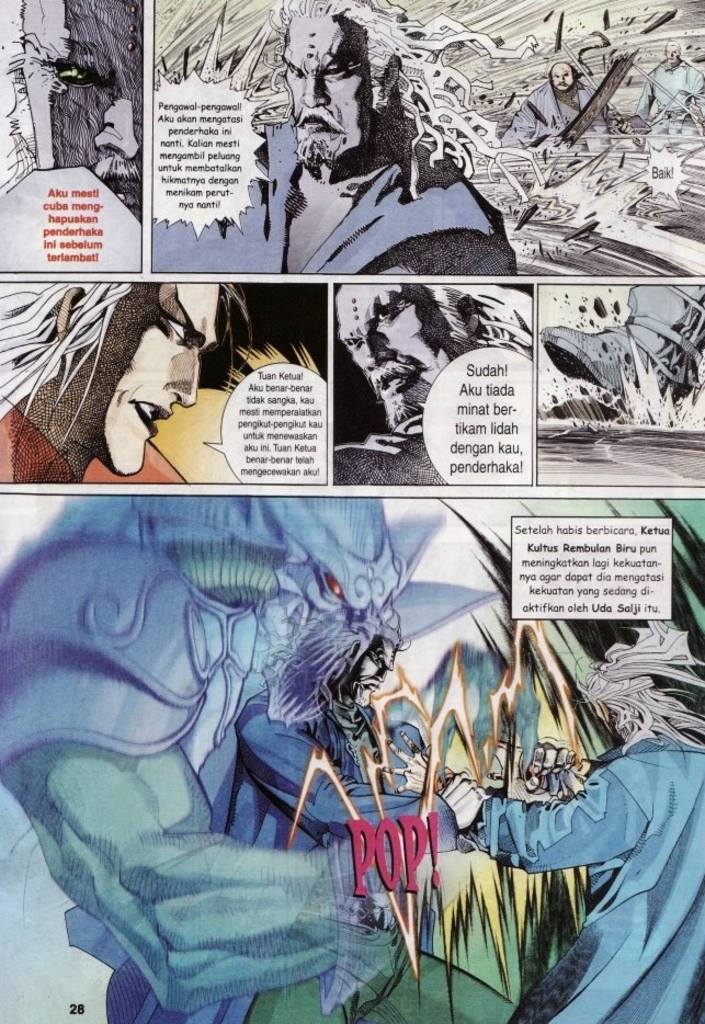 Aku mesti
cuba meng-
hapuskan
penderhaka
ini sebelum
terlambat!
Pengawal-pengawal!
Aku akan mengatasi
penderhaka ini
nanti. Kalian mesti
mengambil peluang
untuk membatalkan
hikmatnya dengan
menikam perut-
nya nanti!
Baik!
Tuan Ketua!
Aku benar-benar
tidak sangka, kau
mesti memperalatkan
pengikut-pengikut kau
untuk menewaskan
aku ini. Tuan Ketua
benar-benar telah
mengecewakan aku!
Sudah!
Aku tiada
minat ber-
tikam lidah
dengan kau,
penderhaka!
Setelah habis berbicara, Ketua
Kultus Rembulan Biru pun
meningkatkan lagi kekuatan-
nya agar dapat dia mengatasi
kekuatan yang sedang di-
aktifkan oleh Uda Salji itu.
POP!
28